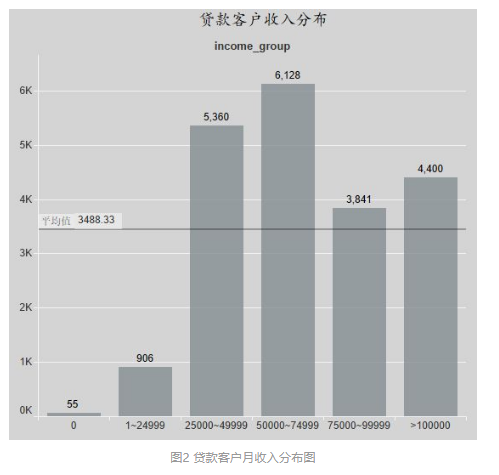 贷款客户收入分布
income_group
6K
5K
4K
3K
2K
1K
0K
平均值 3488.33
55
906
5,360
6,128
3,841
4,400
0
1~24999
25000~49999
50000~74999
75000~99999
>100000
图2 贷款客户月收入分布图